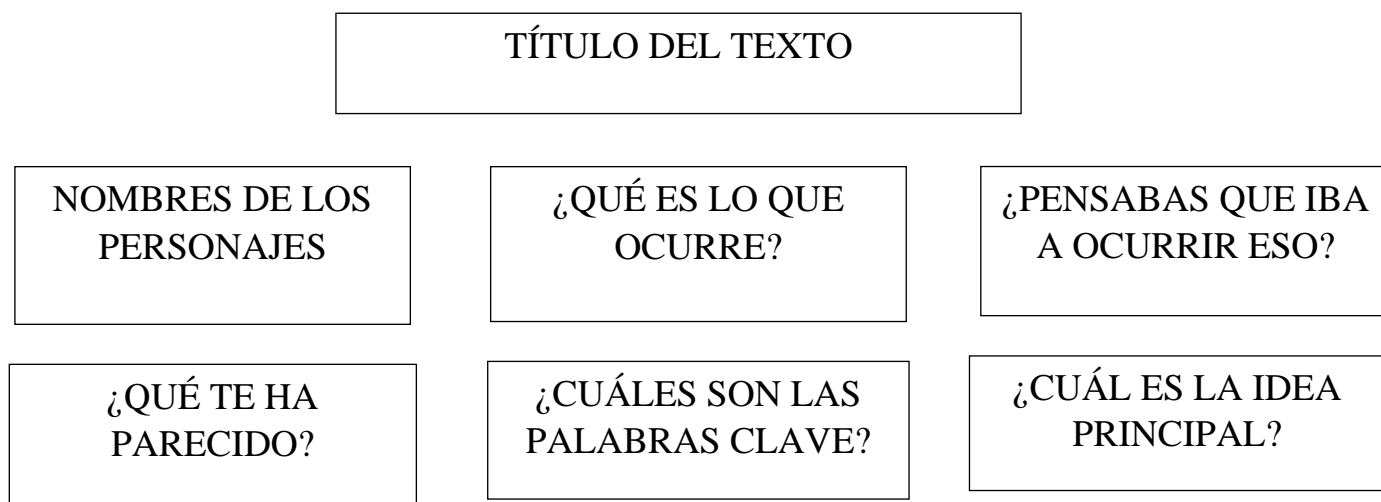 TÍTULO DEL TEXTO
NOMBRES DE LOS
PERSONAJES
¿QUÉ ES LO QUE
OCURRE?
¿PENSABAS QUE IBA
A OCURRIR ESO?
¿QUÉ TE HA
PARECIDO?
¿CUÁLES SON LAS
PALABRAS CLAVE?
¿CUÁL ES LA IDEA
PRINCIPAL?